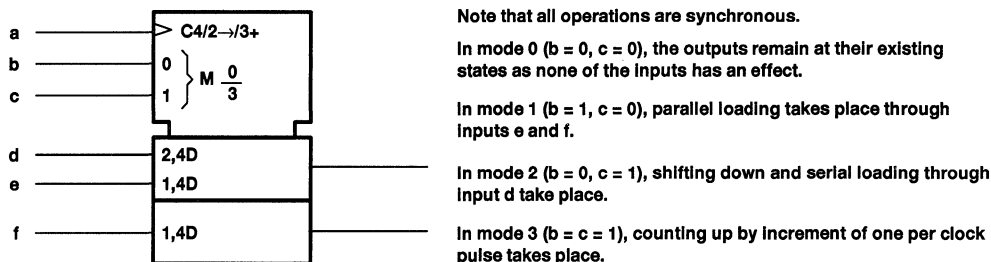 a
C4/2→/3+
b
0
M 0/3
c
1
d
2,4D
e
1,4D
f
1,4D
Note that all operations are synchronous.
In mode 0 (b = 0, c = 0), the outputs remain at their existing
states as none of the inputs has an effect.
In mode 1 (b = 1, c = 0), parallel loading takes place through
inputs e and f.
In mode 2 (b = 0, c = 1), shifting down and serial loading through
input d take place.
In mode 3 (b = c = 1), counting up by increment of one per clock
pulse takes place.